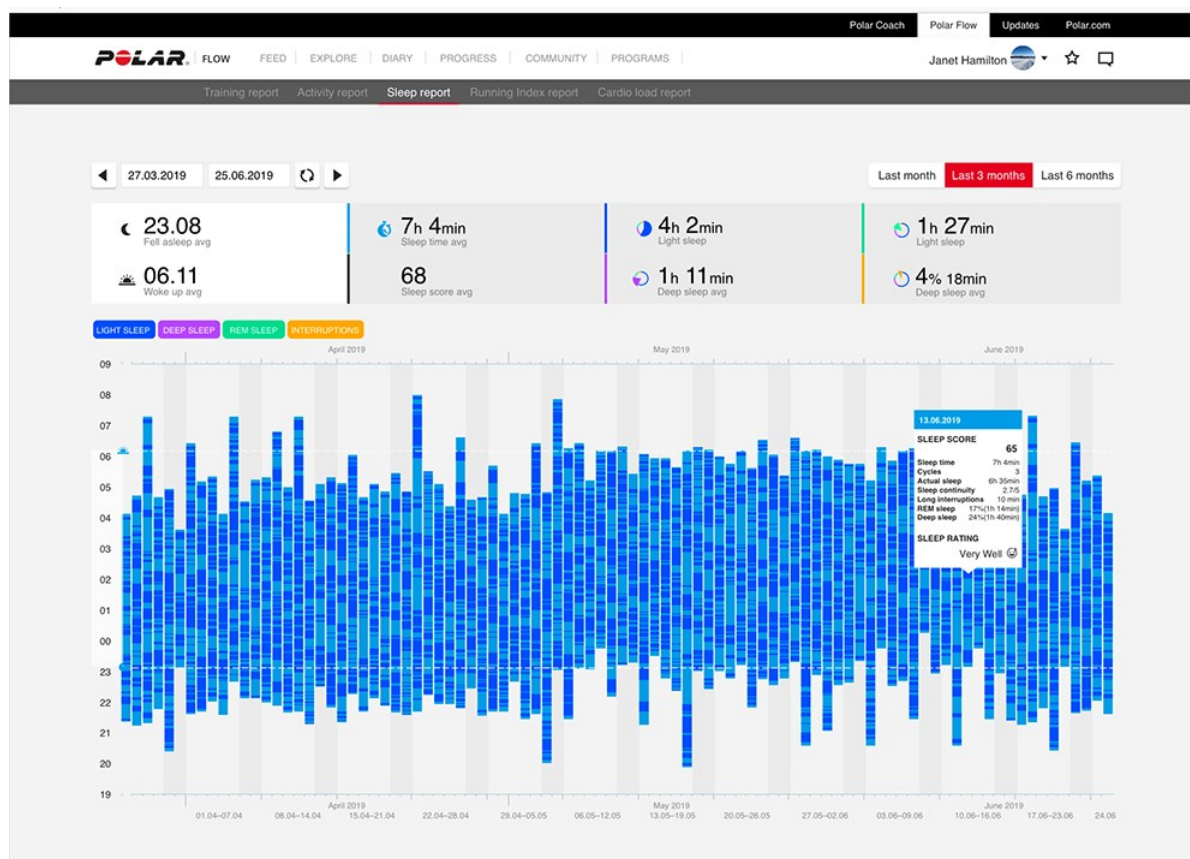 Polar Coach Polar Flow Updates Polar.com
POLAR. FLOW FEED EXPLORE DIARY PROGRESS COMMUNITY PROGRAMS Janet Hamilton
Training report Activity report Sleep report Running Index report Cardio load report
27.03.2019 25.06.2019 Last month Last 3 months Last 6 months
23.08 7h 4min 4h 2min 1h 27min
Fell asleep avg Sleep time avg Light sleep Light sleep
06.11 68 1h 11min 4% 18min
Woke up avg Sleep score avg Deep sleep avg Deep sleep avg
LIGHT SLEEP DEEP SLEEP REM SLEEP INTERRUPTIONS
April 2019 May 2019 June 2019
09
08
07
06
05
04
03
02
01
00
23
22
21
20
19
13.06.2019
SLEEP SCORE
65
Sleep time 7h 4min
Cycles 3
Actual sleep 6h 35min
Sleep continuity 2.7/5
Long interruptions 10 min
REM sleep 17%(1h 14min)
Deep sleep 24%(1h 40min)
SLEEP RATING
Very Well
April 2019 May 2019 June 2019
01.04–07.04 08.04–14.04 15.04–21.04 22.04–28.04 29.04–05.05 06.05–12.05 13.05–19.05 20.05–26.05 27.05–02.06 03.06–09.06 10.06–16.06 17.06–23.06 24.06